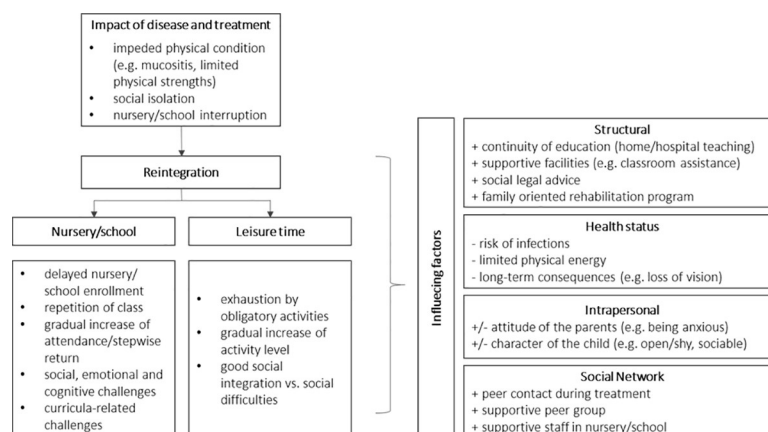 Impact of disease and treatment
• impeded physical condition
(e.g. mucositis, limited
physical strengths)
• social isolation
• nursery/school interruption
Reintegration
Nursery/school
• delayed nursery/
school enrollment
• repetition of class
• gradual increase of
attendance/stepwise
return
• social, emotional and
cognitive challenges
• curricula-related
challenges
Leisure time
• exhaustion by
obligatory activities
• gradual increase of
activity level
• good social
integration vs. social
difficulties
Influecing factors
Structural
+ continuity of education (home/hospital teaching)
+ supportive facilities (e.g. classroom assistance)
+ social legal advice
+ family oriented rehabilitation program
Health status
- risk of infections
- limited physical energy
- long-term consequences (e.g. loss of vision)
Intrapersonal
+/- attitude of the parents (e.g. being anxious)
+/- character of the child (e.g. open/shy, sociable)
Social Network
+ peer contact during treatment
+ supportive peer group
+ supportive staff in nursery/school